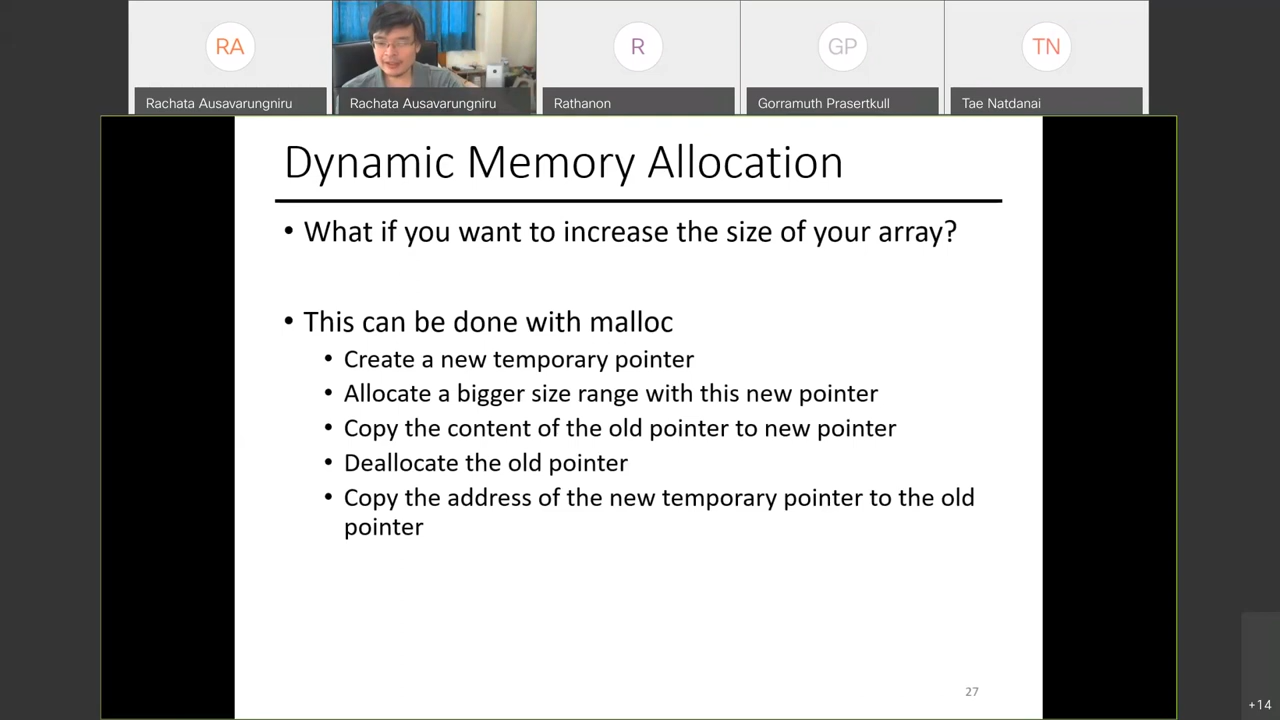 RA
R
GP
TN
Rachata Ausavarungniru
Rachata Ausavarungniru
Rathanon
Gorramuth Prasertkull
Tae Natdanai
Dynamic Memory Allocation
• What if you want to increase the size of your array?
• This can be done with malloc
• Create a new temporary pointer
• Allocate a bigger size range with this new pointer
• Copy the content of the old pointer to new pointer
• Deallocate the old pointer
• Copy the address of the new temporary pointer to the old
pointer
27
+14